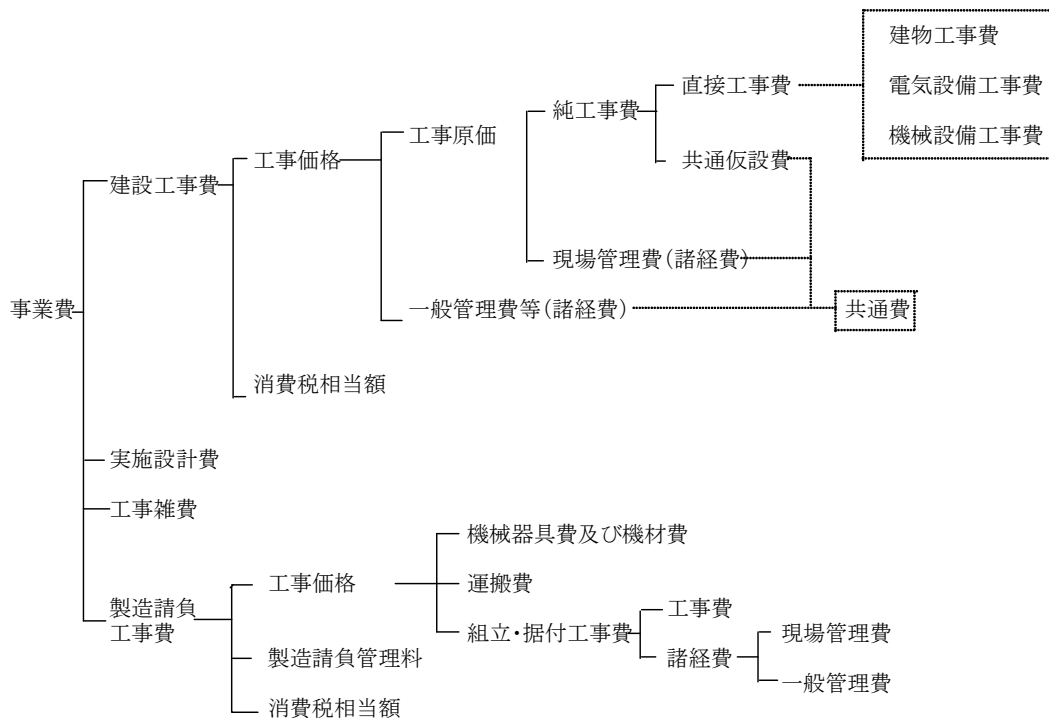 建物工事費
直接工事費
電気設備工事費
純工事費
工事原価
機械設備工事費
工事価格
共通仮設費
建設工事費
現場管理費(諸経費)
事業費
一般管理費等(諸経費)
共通費
消費税相当額
実施設計費
工事雑費
機械器具費及び機材費
工事価格
運搬費
製造請負
工事費
工事費
組立・据付工事費
現場管理費
製造請負管理料
諸経費
一般管理費
消費税相当額